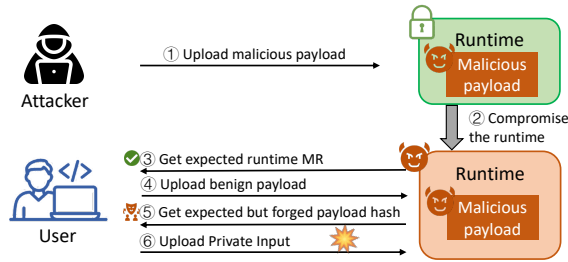 ① Upload malicious payload
Attacker
Runtime
Malicious
payload
② Compromise
the runtime
③ Get expected runtime MR
④ Upload benign payload
⑤ Get expected but forged payload hash
⑥ Upload Private Input
User
Runtime
Malicious
payload